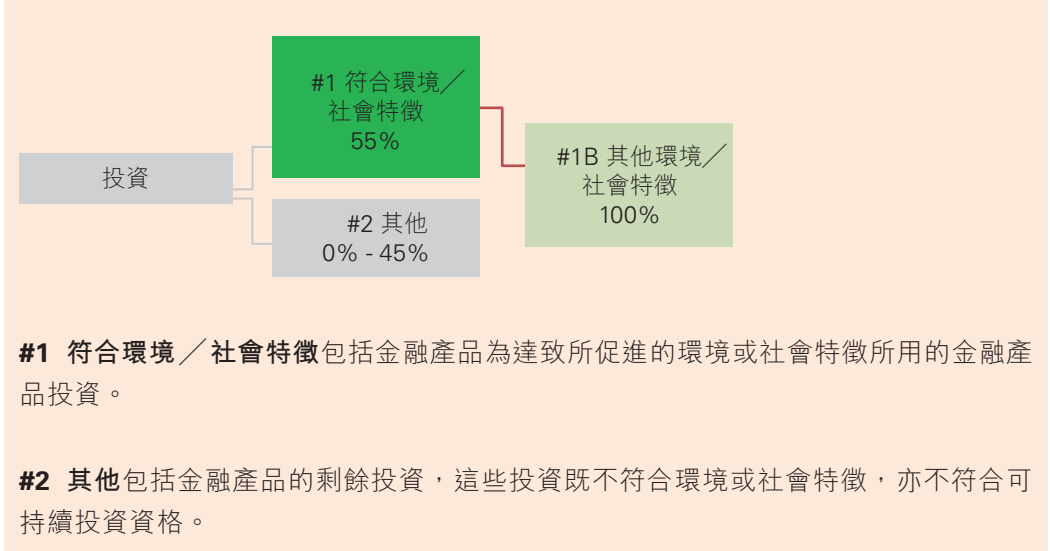 #1 符合環境／
社會特徵
55%
投資
#1B 其他環境／
社會特徵
100%
#2 其他
0% - 45%
#1 符合環境／社會特徵包括金融產品為達致所促進的環境或社會特徵所用的金融產
品投資。
#2 其他包括金融產品的剩餘投資，這些投資既不符合環境或社會特徵，亦不符合可
持續投資資格。